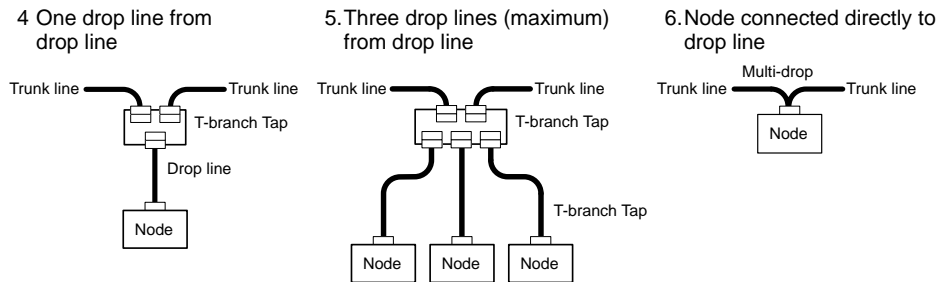 4 One drop line from
drop line
Trunk line
Trunk line
T-branch Tap
Drop line
Node
5.Three drop lines (maximum)
from drop line
Trunk line
Trunk line
T-branch Tap
T-branch Tap
Node
Node
Node
6.Node connected directly to
drop line
Multi-drop
Trunk line
Trunk line
Node